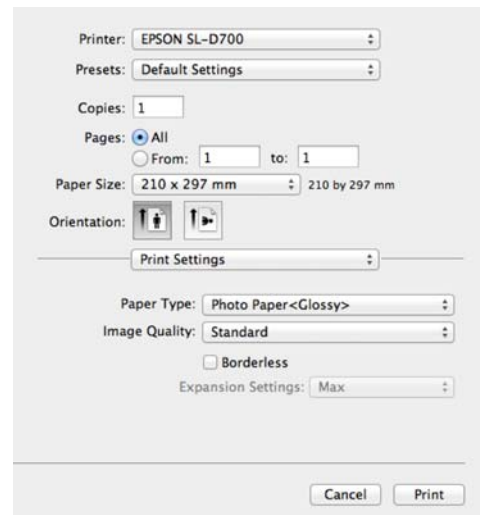 Printer: EPSON SL-D700
Presets: Default Settings
Copies: 1
Pages: All
From: 1 to: 1
Paper Size: 210 x 297 mm 210 by 297 mm
Orientation:
Print Settings
Paper Type: Photo Paper<Glossy>
Image Quality: Standard
Borderless
Expansion Settings: Max
Cancel Print